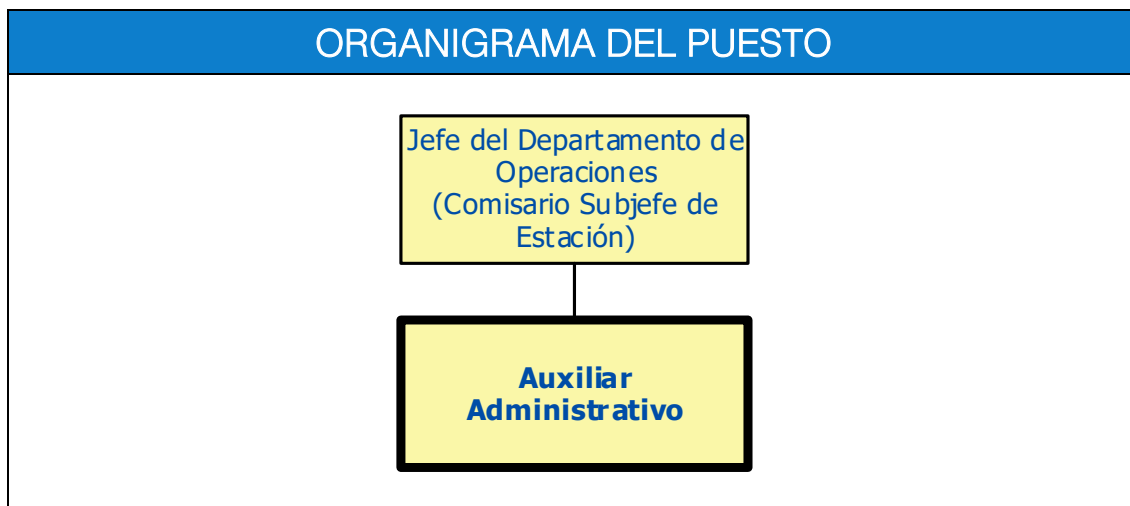 ORGANIGRAMA DEL PUESTO
Jefe del Departamento de
Operaciones
(Comisario Subjefe de
Estación)
Auxiliar
Administrativo